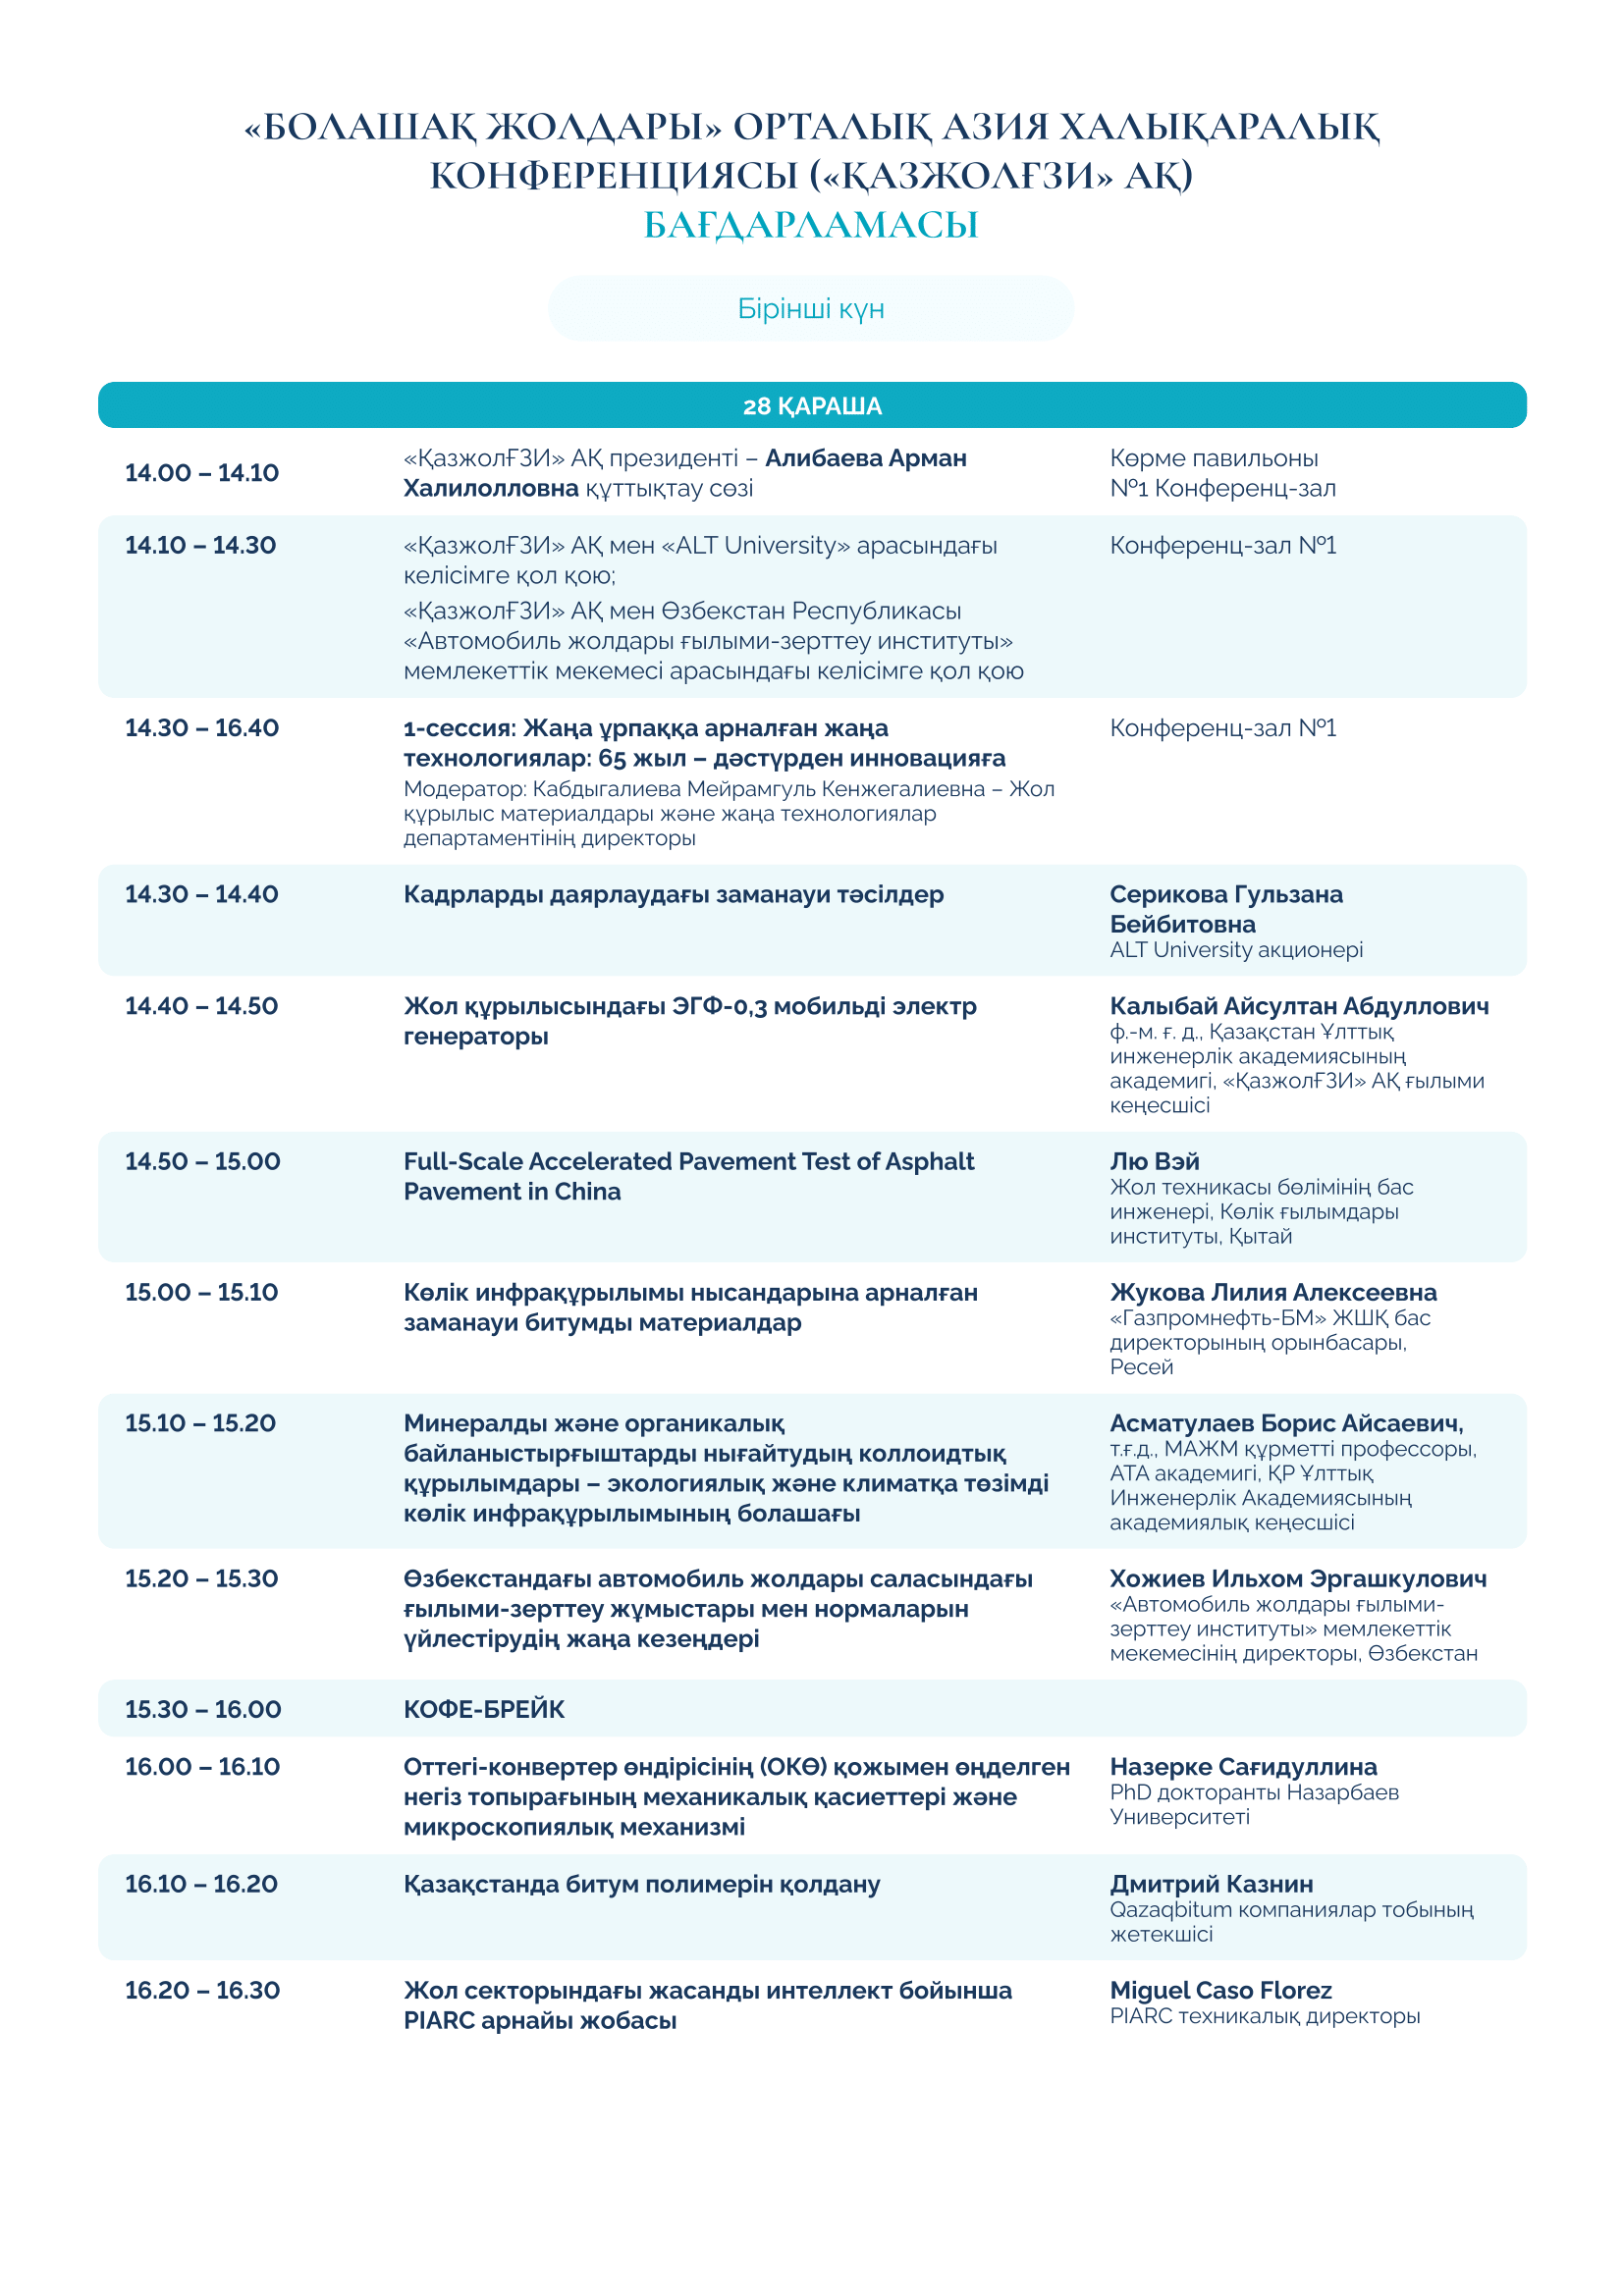 «БОЛАШАҚ ЖОЛДАРЫ» ОРТАЛЫҚ АЗИЯ ХАЛЫҚАРАЛЫҚ
КОНФЕРЕНЦИЯСЫ («ҚАЗЖОЛҒЗИ» АҚ)
БАҒДАРЛАМАСЫ
Бірінші күн
28 ҚАРАША
14.00 – 14.10
«ҚазжолҒЗИ» АҚ президенті – Алибаева Арман
Халилолловна құттықтау сөзі
Көрме павильоны
№1 Конференц-зал
14.10 – 14.30
«ҚазжолҒЗИ» АҚ мен «ALT University» арасындағы
келісімге қол қою;
«ҚазжолҒЗИ» АҚ мен Өзбекстан Республикасы
«Автомобиль жолдары ғылыми-зерттеу институты»
мемлекеттік мекемесі арасындағы келісімге қол қою
Конференц-зал №1
14.30 – 16.40
1-сессия: Жаңа ұрпаққа арналған жаңа
технологиялар: 65 жыл – дәстүрден инновацияға
Модератор: Кабдыгалиева Мейрамгуль Кенжегалиевна – Жол
құрылыс материалдары және жаңа технологиялар
департаментінің директоры
Конференц-зал №1
14.30 – 14.40
Кадрларды даярлаудағы заманауи тәсілдер
Серикова Гульзана
Бейбитовна
ALT University акционері
14.40 – 14.50
Жол құрылысындағы ЭГФ-0,3 мобильді электр
генераторы
Калыбай Айсултан Абдуллович
ф.-м. ғ. д., Қазақстан Ұлттық
инженерлік академиясының
академигі, «ҚазжолҒЗИ» АҚ ғылыми
кеңесшісі
14.50 – 15.00
Full-Scale Accelerated Pavement Test of Asphalt
Pavement in China
Лю Вэй
Жол техникасы бөлімінің бас
инженері, Көлік ғылымдары
институты, Қытай
15.00 – 15.10
Көлік инфрақұрылымы нысандарына арналған
заманауи битумды материалдар
Жукова Лилия Алексеевна
«Газпромнефть-БМ» ЖШҚ бас
директорының орынбасары,
Ресей
15.10 – 15.20
Минералды және органикалық
байланыстырғыштарды нығайтудың коллоидтық
құрылымдары – экологиялық және климатқа төзімді
көлік инфрақұрылымының болашағы
Асматулаев Борис Айсаевич,
т.ғ.д., МАЖМ құрметті профессоры,
АТА академигі, ҚР Ұлттық
Инженерлік Академиясының
академиялық кеңесшісі
15.20 – 15.30
Өзбекстандағы автомобиль жолдары саласындағы
ғылыми-зерттеу жұмыстары мен нормаларын
үйлестірудің жаңа кезеңдері
Хожиев Ильхом Эргашкулович
«Автомобиль жолдары ғылыми-
зерттеу институты» мемлекеттік
мекемесінің директоры, Өзбекстан
15.30 – 16.00
КОФЕ-БРЕЙК
16.00 – 16.10
Оттегі-конвертер өндірісінің (ОКӨ) қожымен өңделген
негіз топырағының механикалық қасиеттері және
микроскопиялық механизмі
Назерке Сағидуллина
PhD докторанты Назарбаев
Университеті
16.10 – 16.20
Қазақстанда битум полимерін қолдану
Дмитрий Казнин
Qazaqbitum компаниялар тобының
жетекшісі
16.20 – 16.30
Жол секторындағы жасанды интеллект бойынша
PIARC арнайы жобасы
Miguel Caso Florez
PIARC техникалық директоры